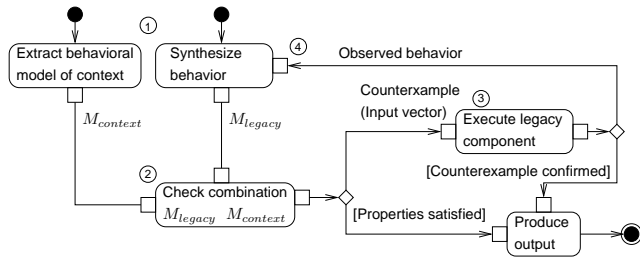 1
Extract behavioral
model of context
Synthesize
behavior
4
Observed behavior
Counterxample
(Input vector)
3
Execute legacy
component
M_context
M_legacy
2
Check combination
M_legacy M_context
[Counterexample confirmed]
[Properties satisfied]
Produce
output